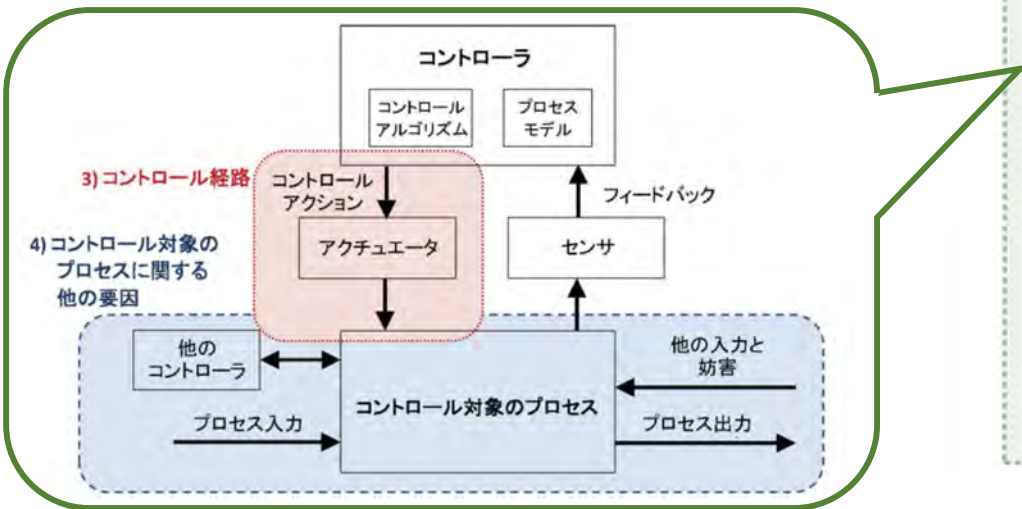 コントローラ
コントロール
アルゴリズム
プロセス
モデル
3) コントロール経路
コントロール
アクション
フィードバック
アクチュエータ
センサ
4) コントロール対象の
プロセスに関する
他の要因
他の
コントローラ
他の入力と
妨害
コントロール対象のプロセス
プロセス入力
プロセス出力